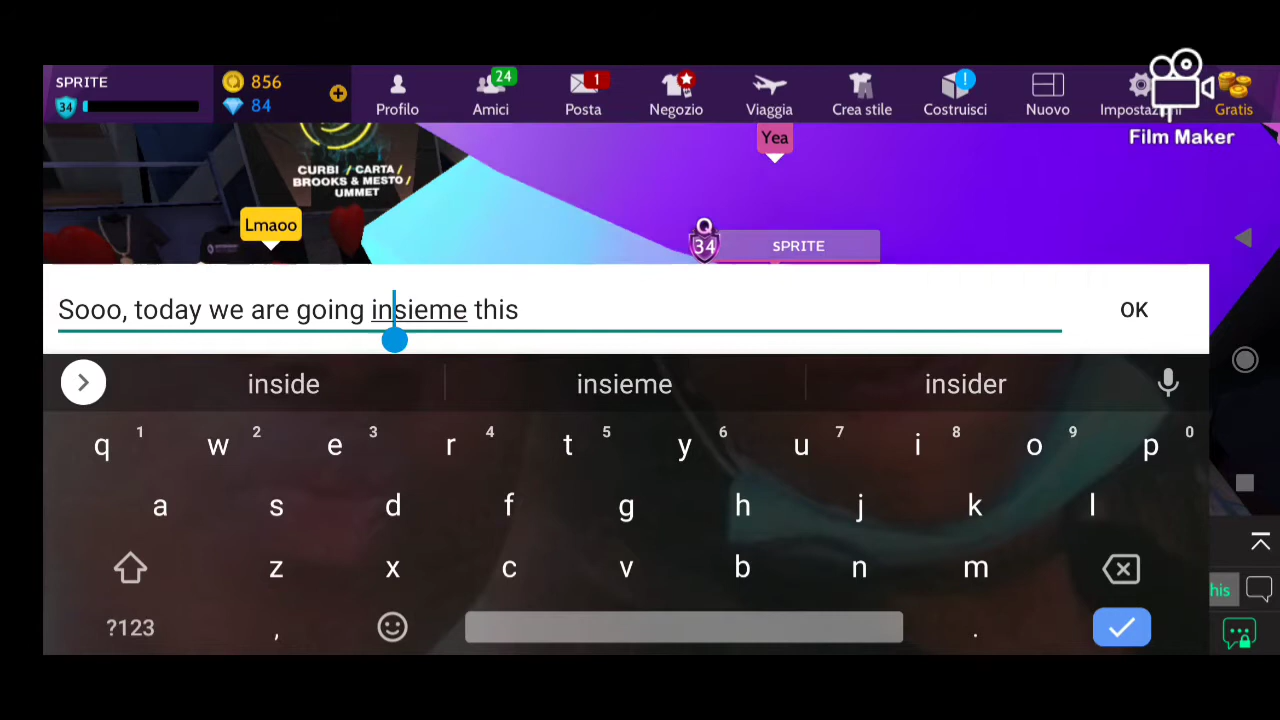 SPRITE
34
856
84
24
1
!
Profilo
Amici
Posta
Negozio
Viaggia
Crea stile
Costruisci
Nuovo
Gratis
Film Maker
CURBI / CARTA /
BROOKS & MESTO /
UMMET
Yea
Lmaoo
Q
34
SPRITE
Sooo, today we are going insieme this
OK
inside
insieme
insider
q 1 w 2 e 3 r 4 t 5 y 6 u 7 i 8 o 9 p 0
a s d f g h j k l
z x c v b n m
?123 , .
his